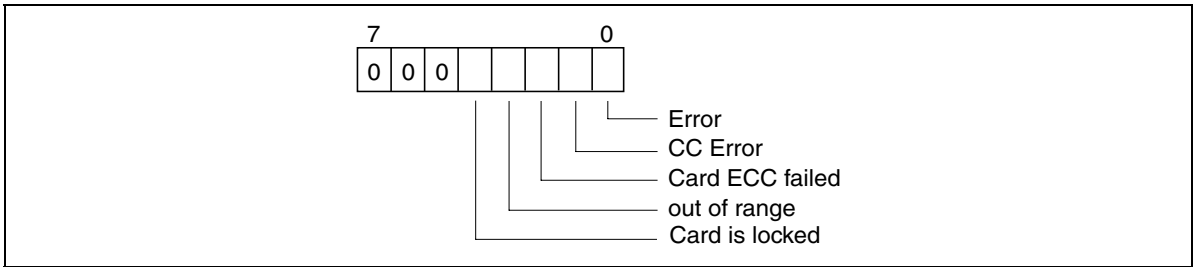 7 0
0 0 0
Error
CC Error
Card ECC failed
out of range
Card is locked